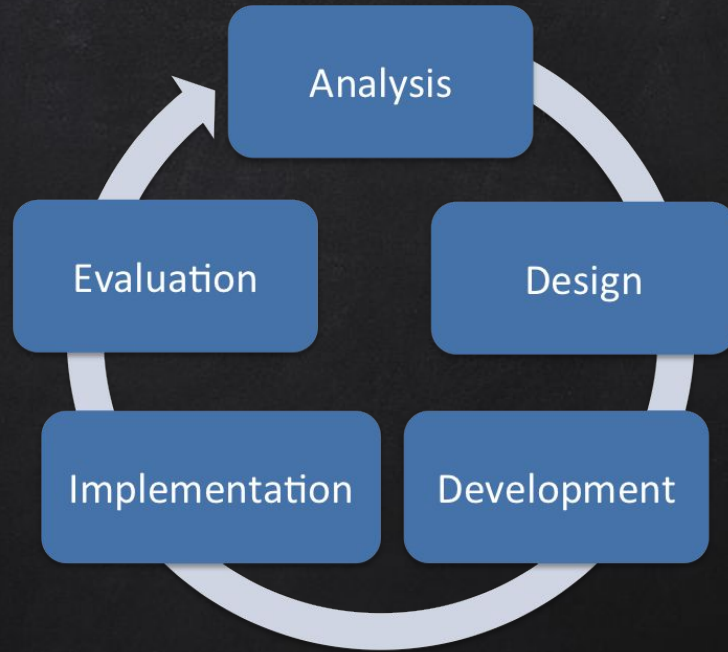 Analysis
Design
Development
Implementation
Evaluation